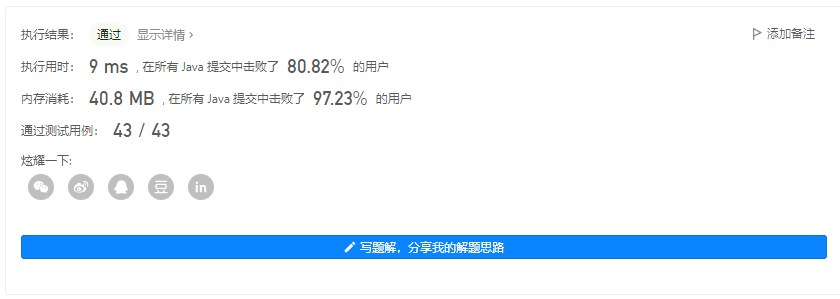 执行结果： 通过 显示详情 › 添加备注
执行用时： 9 ms , 在所有 Java 提交中击败了 80.82% 的用户
内存消耗： 40.8 MB , 在所有 Java 提交中击败了 97.23% 的用户
通过测试用例： 43 / 43
炫耀一下:
豆 in
写题解，分享我的解题思路